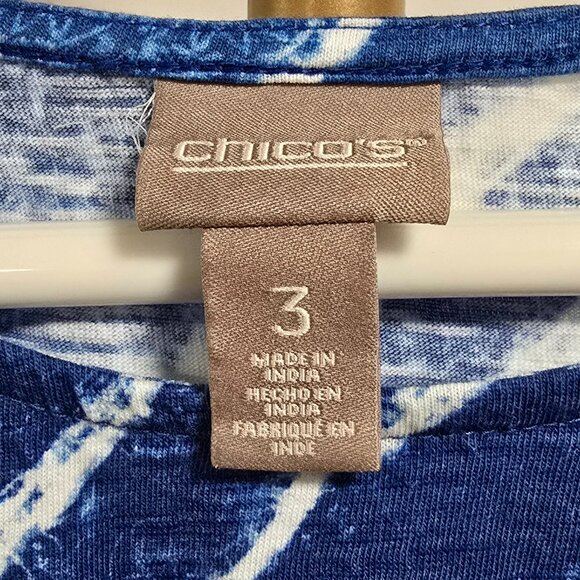 chico's®
3
MADE IN
INDIA
HECHO EN
INDIA
FABRIQUÉ EN
INDE